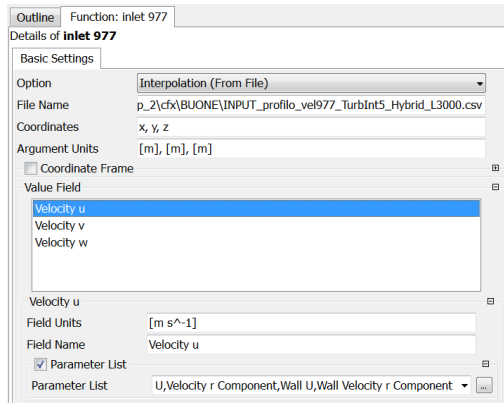 Outline Function: inlet 977
Details of inlet 977
Basic Settings
Option Interpolation (From File)
File Name p_2\cfx\BUONE\INPUT_profilo_vel977_TurbInt5_Hybrid_L3000.csv
Coordinates x, y, z
Argument Units [m], [m], [m]
Coordinate Frame
Value Field
Velocity u
Velocity v
Velocity w
Velocity u
Field Units [m s^-1]
Field Name Velocity u
Parameter List
Parameter List U,Velocity r Component,Wall U,Wall Velocity r Component ...